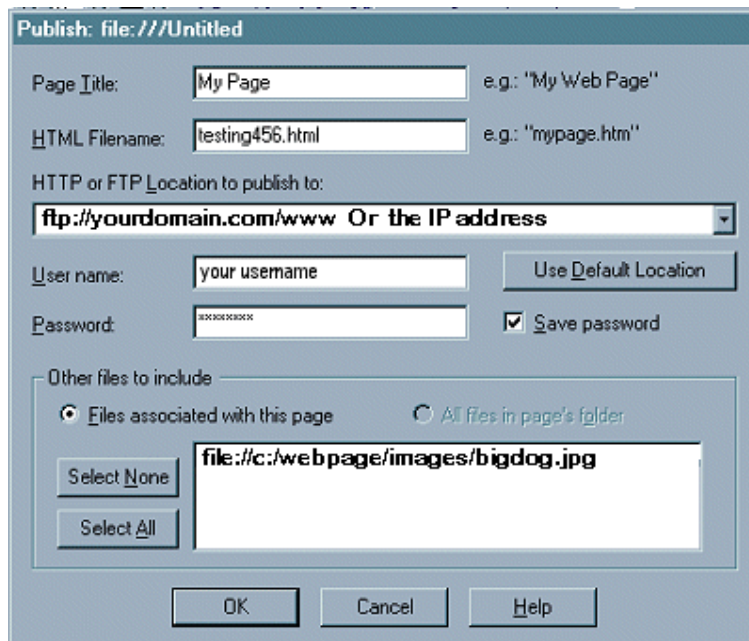 Publish: file:///Untitled
Page Title: My Page e.g.: "My Web Page"
HTML Filename: testing456.html e.g.: "mypage.htm"
HTTP or FTP Location to publish to:
ftp://yourdomain.com/www Or the IP address
User name: your username Use Default Location
Password: ******** Save password
Other files to include
Files associated with this page All files in page's folder
file://c:/webpage/images/bigdog.jpg
Select None
Select All
OK Cancel Help